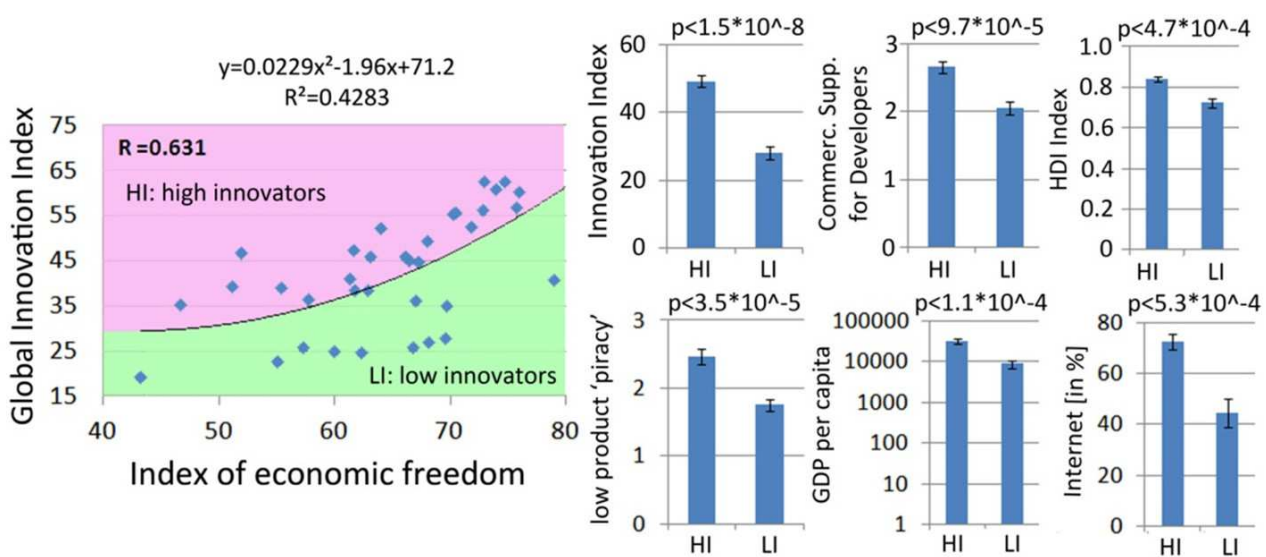 y=0.0229x²-1.96x+71.2
R²=0.4283
Global Innovation Index
75
65
55
45
35
25
15
R =0.631
HI: high innovators
LI: low innovators
40 50 60 70 80
Index of economic freedom
p<1.5*10^-8
Innovation Index
60
40
20
0
HI LI
p<9.7*10^-5
Commerc. Supp.
for Developers
3
2
1
0
HI LI
p<4.7*10^-4
HDI Index
1.0
0.8
0.6
0.4
0.2
0
HI LI
p<3.5*10^-5
low product ‘piracy’
3
2
1
0
HI LI
p<1.1*10^-4
GDP per capita
100000
10000
1000
100
10
1
HI LI
p<5.3*10^-4
Internet [in %]
80
60
40
20
0
HI LI